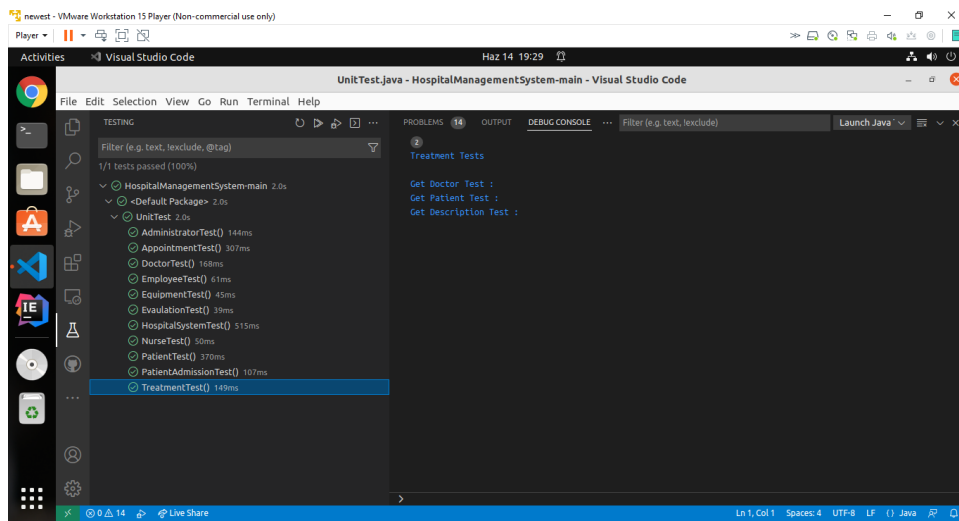 newest - VMware Workstation 15 Player (Non-commercial use only)
Player
Activities Visual Studio Code Haz 14 19:29
UnitTest.java - HospitalManagementSystem-main - Visual Studio Code
File Edit Selection View Go Run Terminal Help
TESTING
Filter (e.g. text, !exclude, @tag)
1/1 tests passed (100%)
HospitalManagementSystem-main 2.0s
<Default Package> 2.0s
UnitTest 2.0s
AdministratorTest() 144ms
AppointmentTest() 307ms
DoctorTest() 168ms
EmployeeTest() 61ms
EquipmentTest() 45ms
EvaulationTest() 39ms
HospitalSystemTest() 515ms
NurseTest() 50ms
PatientTest() 370ms
PatientAdmissionTest() 107ms
TreatmentTest() 149ms
PROBLEMS 14 OUTPUT DEBUG CONSOLE ... Filter (e.g. text, !exclude) Launch Java
2
Treatment Tests
Get Doctor Test :
Get Patient Test :
Get Description Test :
>
IE
0 14 Live Share Ln 1, Col 1 Spaces: 4 UTF-8 LF {} Java